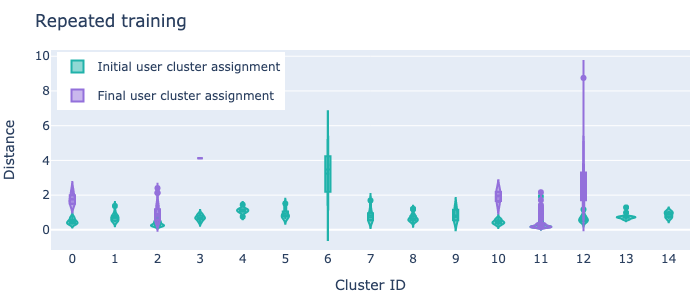 Repeated training
Initial user cluster assignment
Final user cluster assignment
Distance
10
8
6
4
2
0
0 1 2 3 4 5 6 7 8 9 10 11 12 13 14
Cluster ID